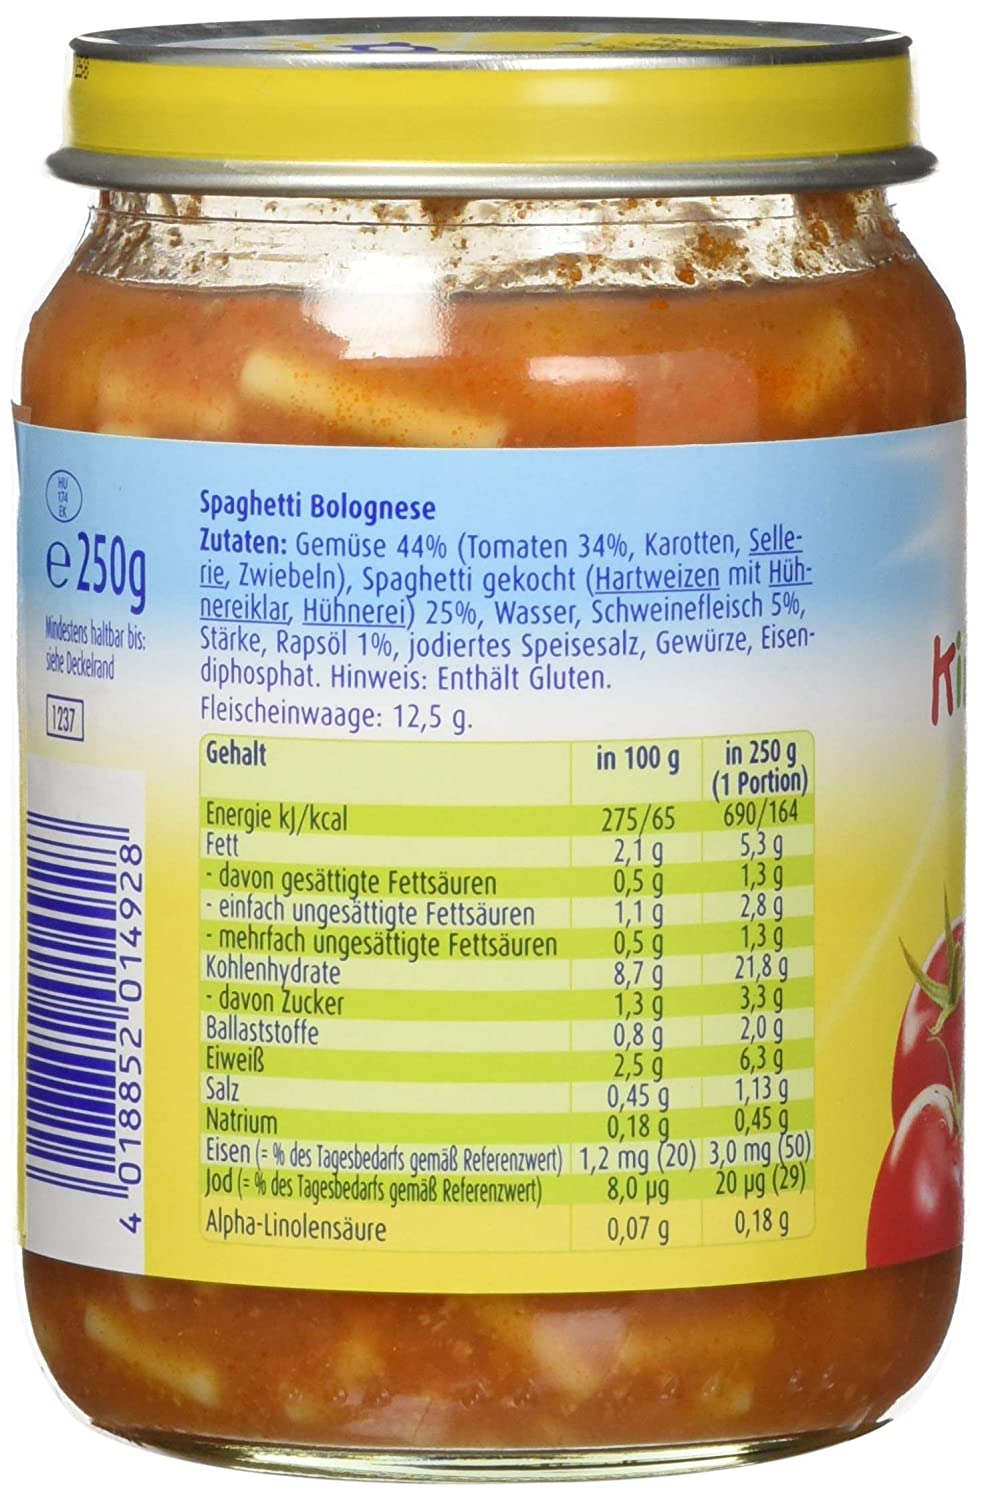 HU
174
EK
e 250g
Mindestens haltbar bis:
siehe Deckelrand
1237
4 018852 014928
Spaghetti Bolognese
Zutaten: Gemüse 44% (Tomaten 34%, Karotten, Selle-
rie, Zwiebeln), Spaghetti gekocht (Hartweizen mit Hüh-
nereiklar, Hühnerei) 25%, Wasser, Schweinefleisch 5%,
Stärke, Rapsöl 1%, jodiertes Speisesalz, Gewürze, Eisen-
diphosphat. Hinweis: Enthält Gluten.
Fleischeinwaage: 12,5 g.
Gehalt in 100 g in 250 g
(1 Portion)
Energie kJ/kcal 275/65 690/164
Fett 2,1 g 5,3 g
- davon gesättigte Fettsäuren 0,5 g 1,3 g
- einfach ungesättigte Fettsäuren 1,1 g 2,8 g
- mehrfach ungesättigte Fettsäuren 0,5 g 1,3 g
Kohlenhydrate 8,7 g 21,8 g
- davon Zucker 1,3 g 3,3 g
Ballaststoffe 0,8 g 2,0 g
Eiweiß 2,5 g 6,3 g
Salz 0,45 g 1,13 g
Natrium 0,18 g 0,45 g
Eisen (= % des Tagesbedarfs gemäß Referenzwert) 1,2 mg (20) 3,0 mg (50)
Jod (= % des Tagesbedarfs gemäß Referenzwert) 8,0 µg 20 µg (29)
Alpha-Linolensäure 0,07 g 0,18 g
Ki